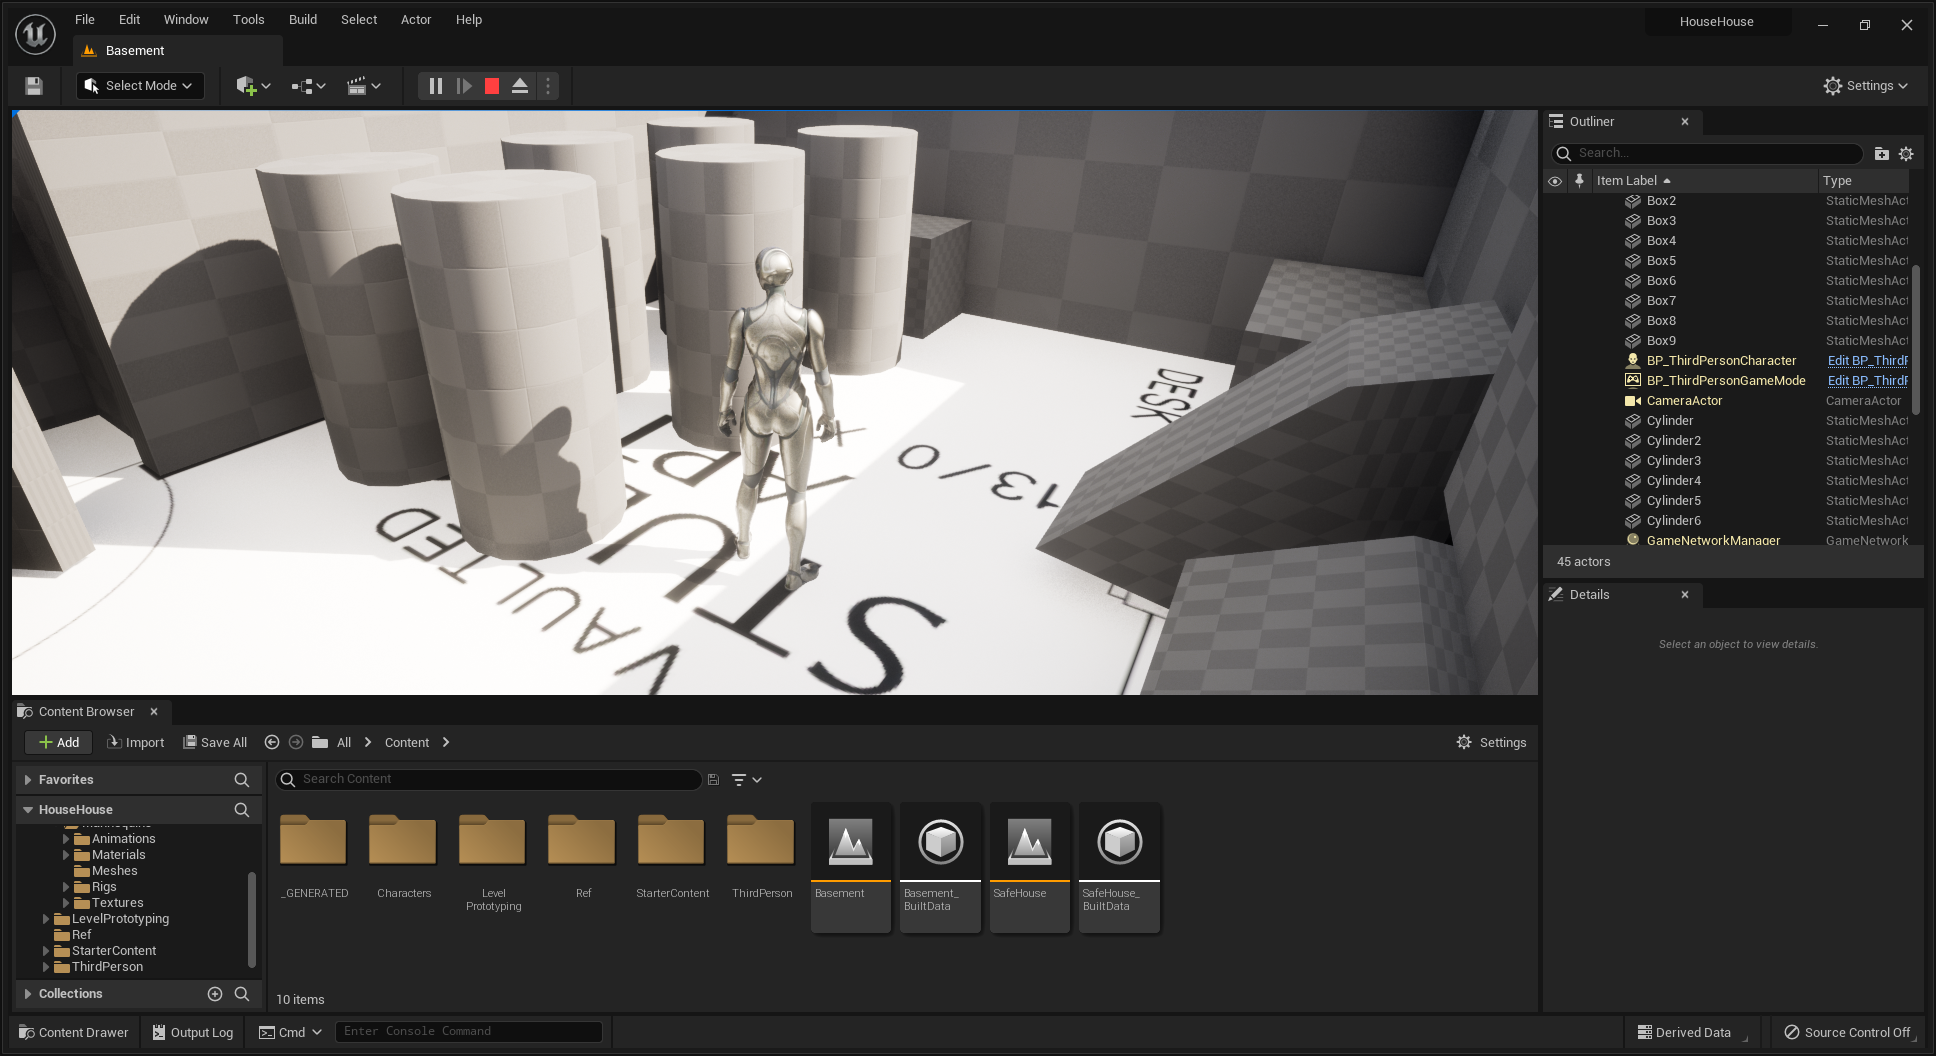 File Edit Window Tools Build Select Actor Help
HouseHouse
Basement
Select Mode
Settings
DESK
13/0
VAULTED
Outliner
Search...
Item Label Type
Box2 StaticMeshAct
Box3 StaticMeshAct
Box4 StaticMeshAct
Box5 StaticMeshAct
Box6 StaticMeshAct
Box7 StaticMeshAct
Box8 StaticMeshAct
Box9 StaticMeshAct
BP_ThirdPersonCharacter Edit BP_ThirdP
BP_ThirdPersonGameMode Edit BP_ThirdP
CameraActor CameraActor
Cylinder StaticMeshAct
Cylinder2 StaticMeshAct
Cylinder3 StaticMeshAct
Cylinder4 StaticMeshAct
Cylinder5 StaticMeshAct
Cylinder6 StaticMeshAct
GameNetworkManager GameNetwork
45 actors
Details
Select an object to view details.
Content Browser
Add Import Save All All Content Settings
Favorites
HouseHouse
Animations
Materials
Meshes
Rigs
Textures
LevelPrototyping
Ref
StarterContent
ThirdPerson
Collections
Search Content
_GENERATED
Characters
Level
Prototyping
Ref
StarterContent
ThirdPerson
Basement
Basement_
BuiltData
SafeHouse
SafeHouse_
BuiltData
10 items
Content Drawer Output Log Cmd Enter Console Command Derived Data Source Control Off